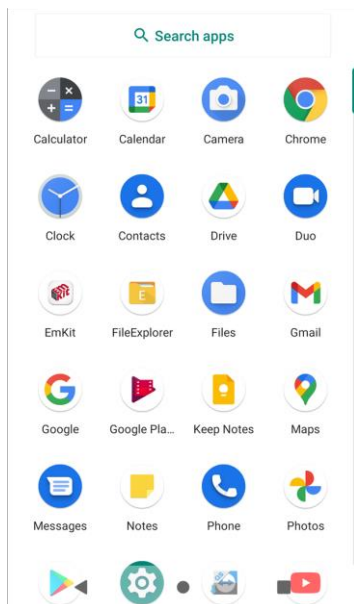 Search apps
31
Calculator Calendar Camera Chrome
Clock Contacts Drive Duo
E
EmKit FileExplorer Files Gmail
G
Google Google Pla... Keep Notes Maps
Messages Notes Phone Photos